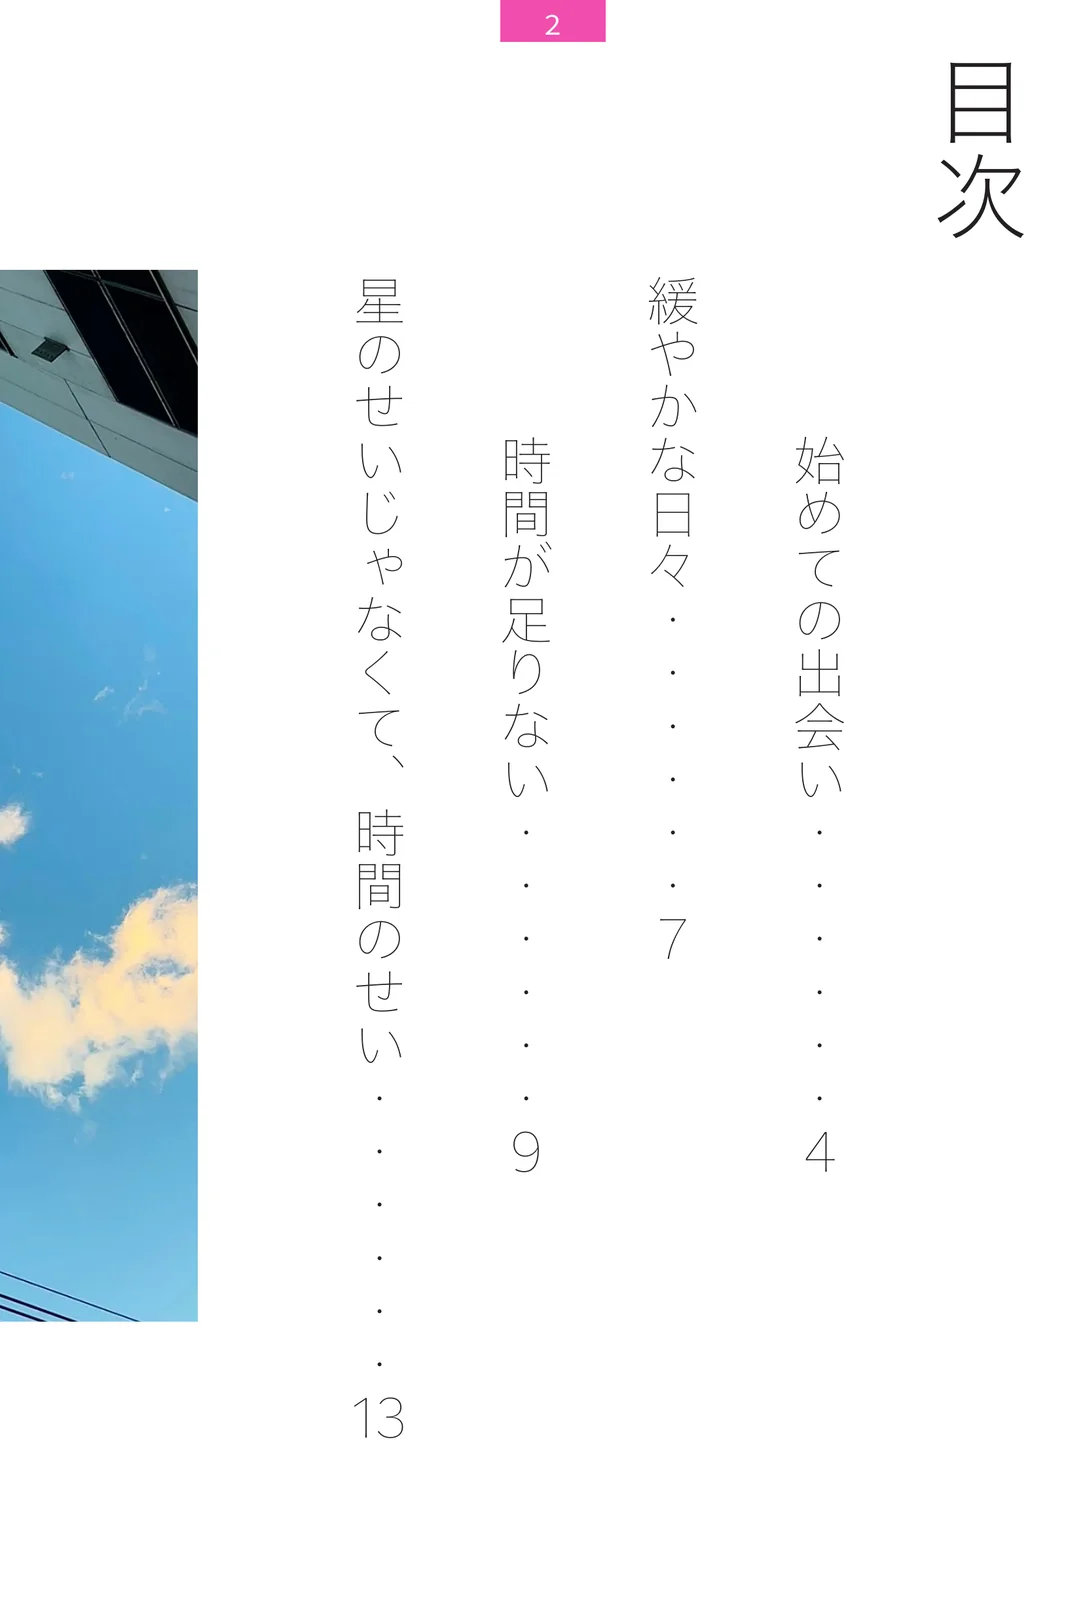 2
目次
始めての出会い・・・・・・4
緩やかな日々・・・・・・7
時間が足りない・・・・・・9
星のせいじゃなくて、時間のせい・・・・・・13